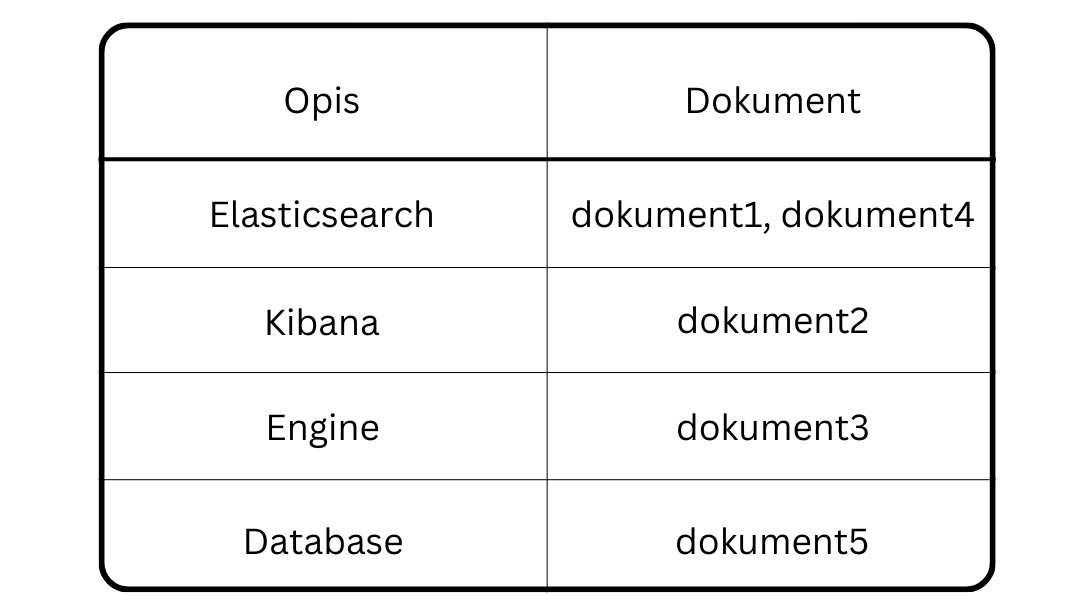 Opis Dokument
Elasticsearch dokument1, dokument4
Kibana dokument2
Engine dokument3
Database dokument5